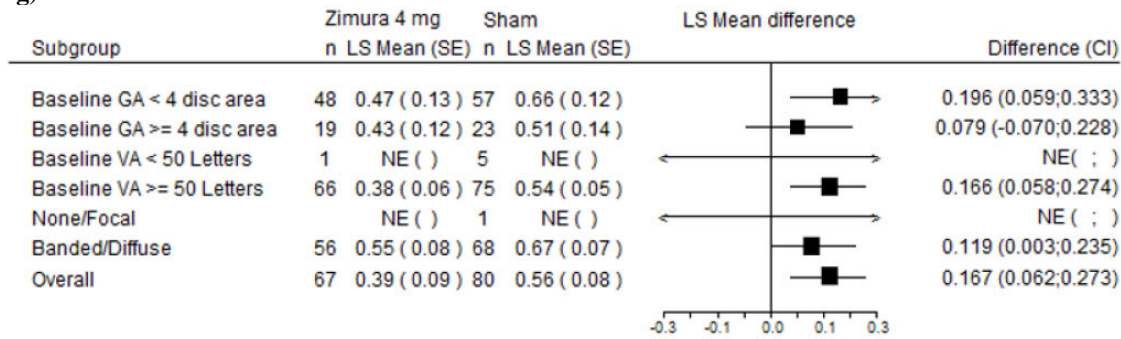 g,
Zimura 4 mg Sham LS Mean difference
Subgroup n LS Mean (SE) n LS Mean (SE) Difference (CI)
Baseline GA < 4 disc area 48 0.47 ( 0.13 ) 57 0.66 ( 0.12 ) 0.196 (0.059;0.333)
Baseline GA >= 4 disc area 19 0.43 ( 0.12 ) 23 0.51 ( 0.14 ) 0.079 (-0.070;0.228)
Baseline VA < 50 Letters 1 NE ( ) 5 NE ( ) NE( ; )
Baseline VA >= 50 Letters 66 0.38 ( 0.06 ) 75 0.54 ( 0.05 ) 0.166 (0.058;0.274)
None/Focal NE ( ) 1 NE ( ) NE ( ; )
Banded/Diffuse 56 0.55 ( 0.08 ) 68 0.67 ( 0.07 ) 0.119 (0.003;0.235)
Overall 67 0.39 ( 0.09 ) 80 0.56 ( 0.08 ) 0.167 (0.062;0.273)
-0.3 -0.1 0.0 0.1 0.3